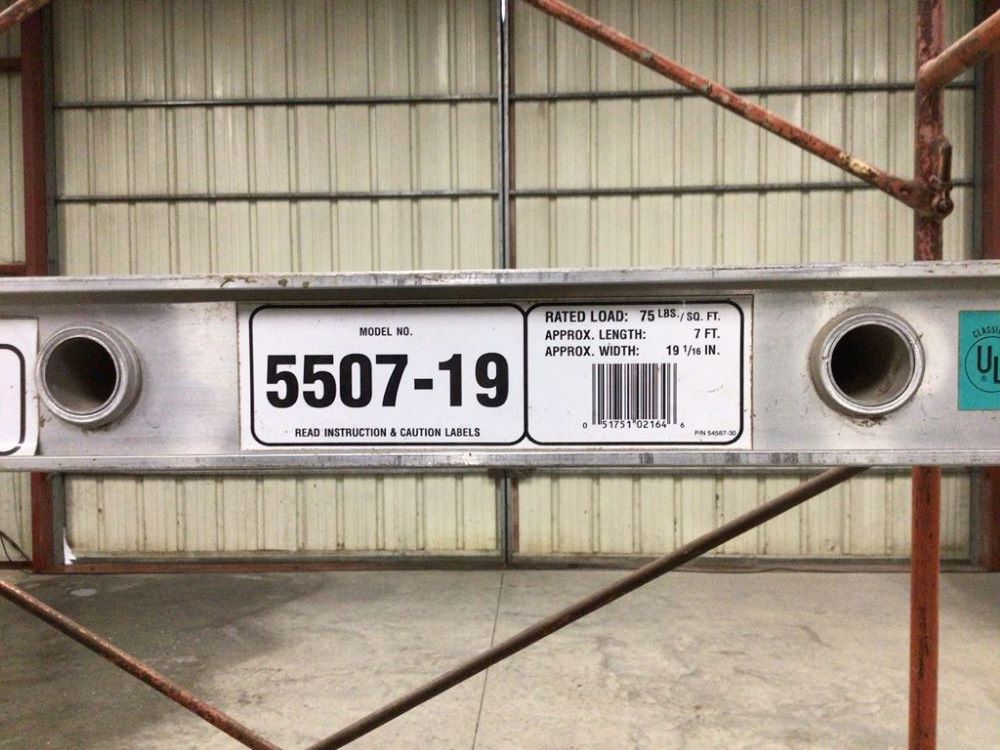 MODEL NO.
5507-19
READ INSTRUCTION & CAUTION LABELS
RATED LOAD: 75 LBS./SQ. FT.
APPROX. LENGTH: 7 FT.
APPROX. WIDTH: 19 1/16 IN.
0 51751 02164 6
P/N 54587-30
UL